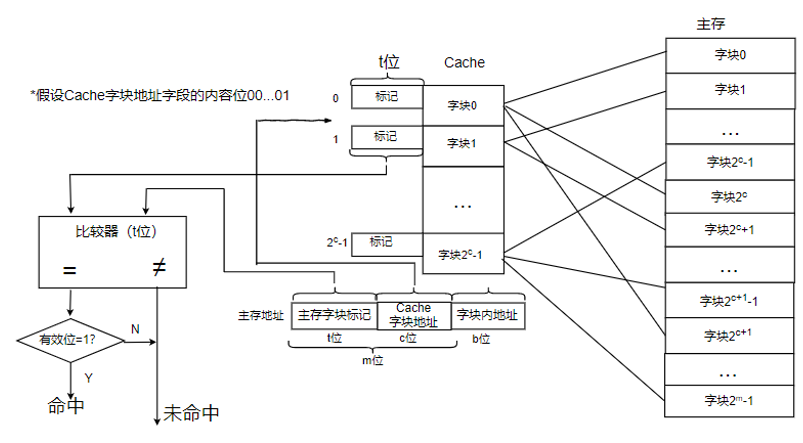 主存
t位
Cache
*假设Cache字块地址字段的内容位00...01
0
标记
字块0
1
标记
字块1
...
2ᶜ-1
标记
字块2ᶜ-1
字块0
字块1
...
字块2ᶜ-1
字块2ᶜ
字块2ᶜ+1
...
字块2ᶜ⁺¹-1
字块2ᶜ⁺¹
...
字块2ᵐ-1
比较器（t位）
= ≠
有效位=1?
N
Y
命中
未命中
主存地址
主存字块标记
Cache
字块地址
字块内地址
t位
c位
b位
m位